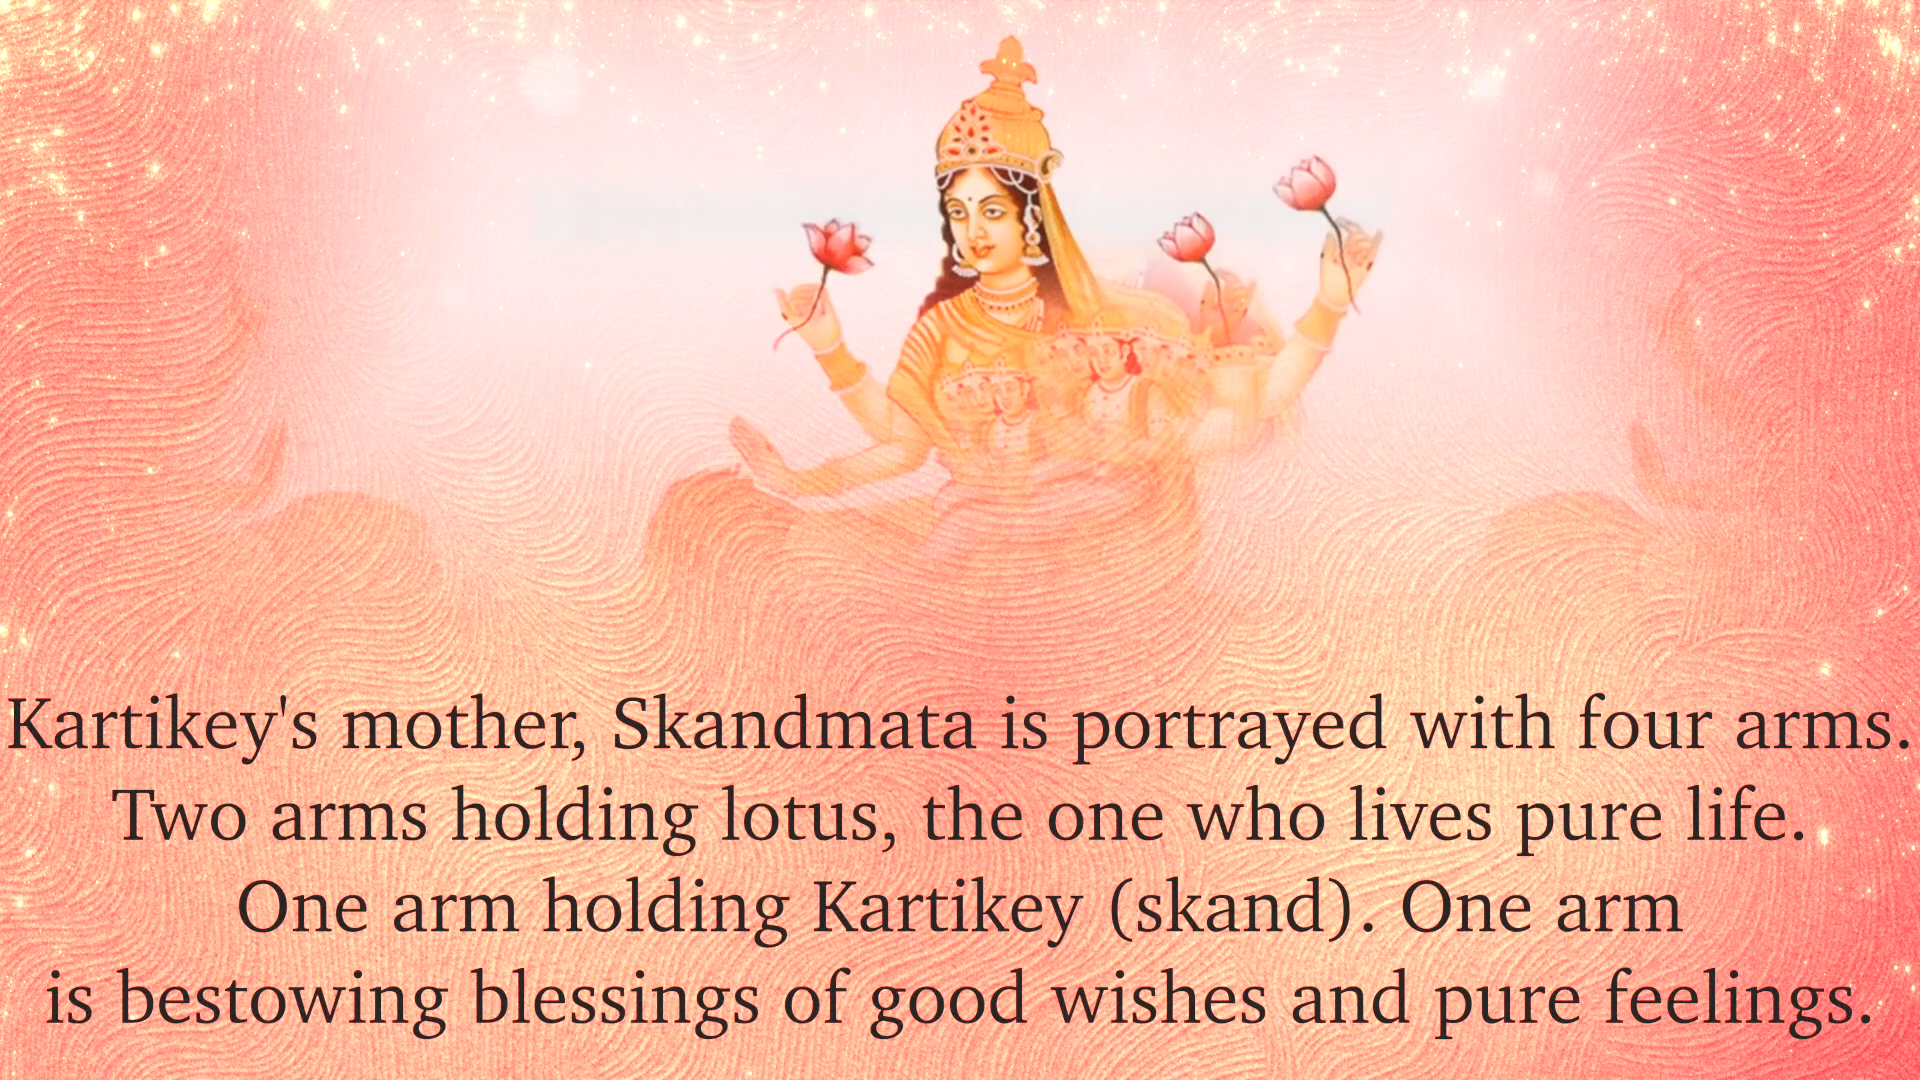 Kartikey's mother, Skandmata is portrayed with four arms.
Two arms holding lotus, the one who lives pure life.
One arm holding Kartikey (skand). One arm
is bestowing blessings of good wishes and pure feelings.